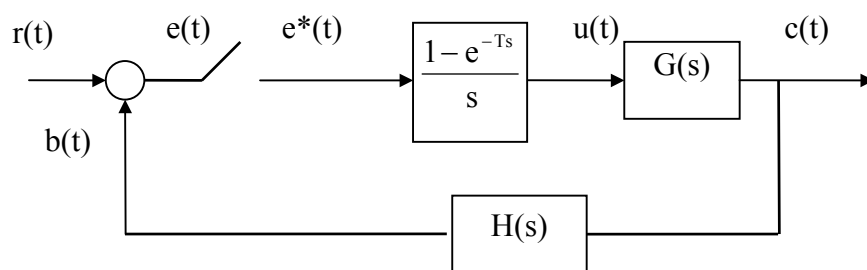 r(t)
e(t)
e*(t)
1 − e^{−Ts}
s
u(t)
G(s)
c(t)
b(t)
H(s)